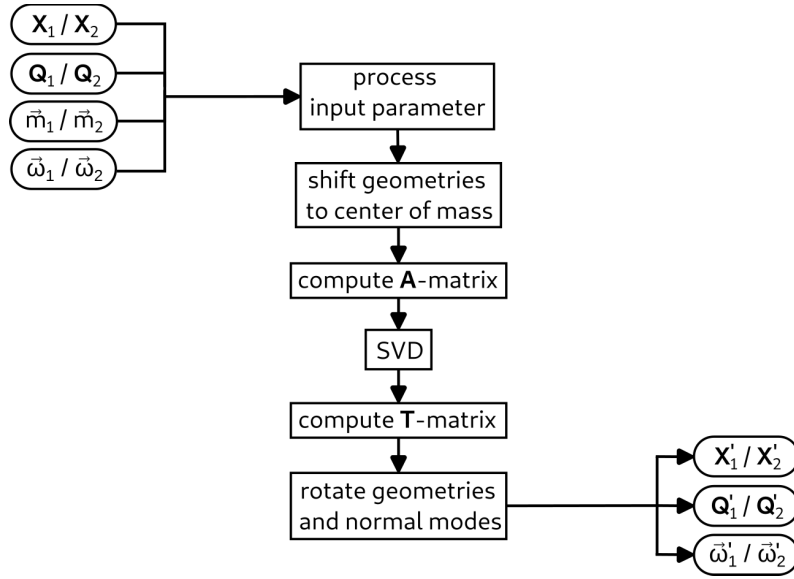 X₁ / X₂
Q₁ / Q₂
m⃗₁ / m⃗₂
ω⃗₁ / ω⃗₂
process
input parameter
shift geometries
to center of mass
compute A-matrix
SVD
compute T-matrix
rotate geometries
and normal modes
X'₁ / X'₂
Q'₁ / Q'₂
ω⃗'₁ / ω⃗'₂